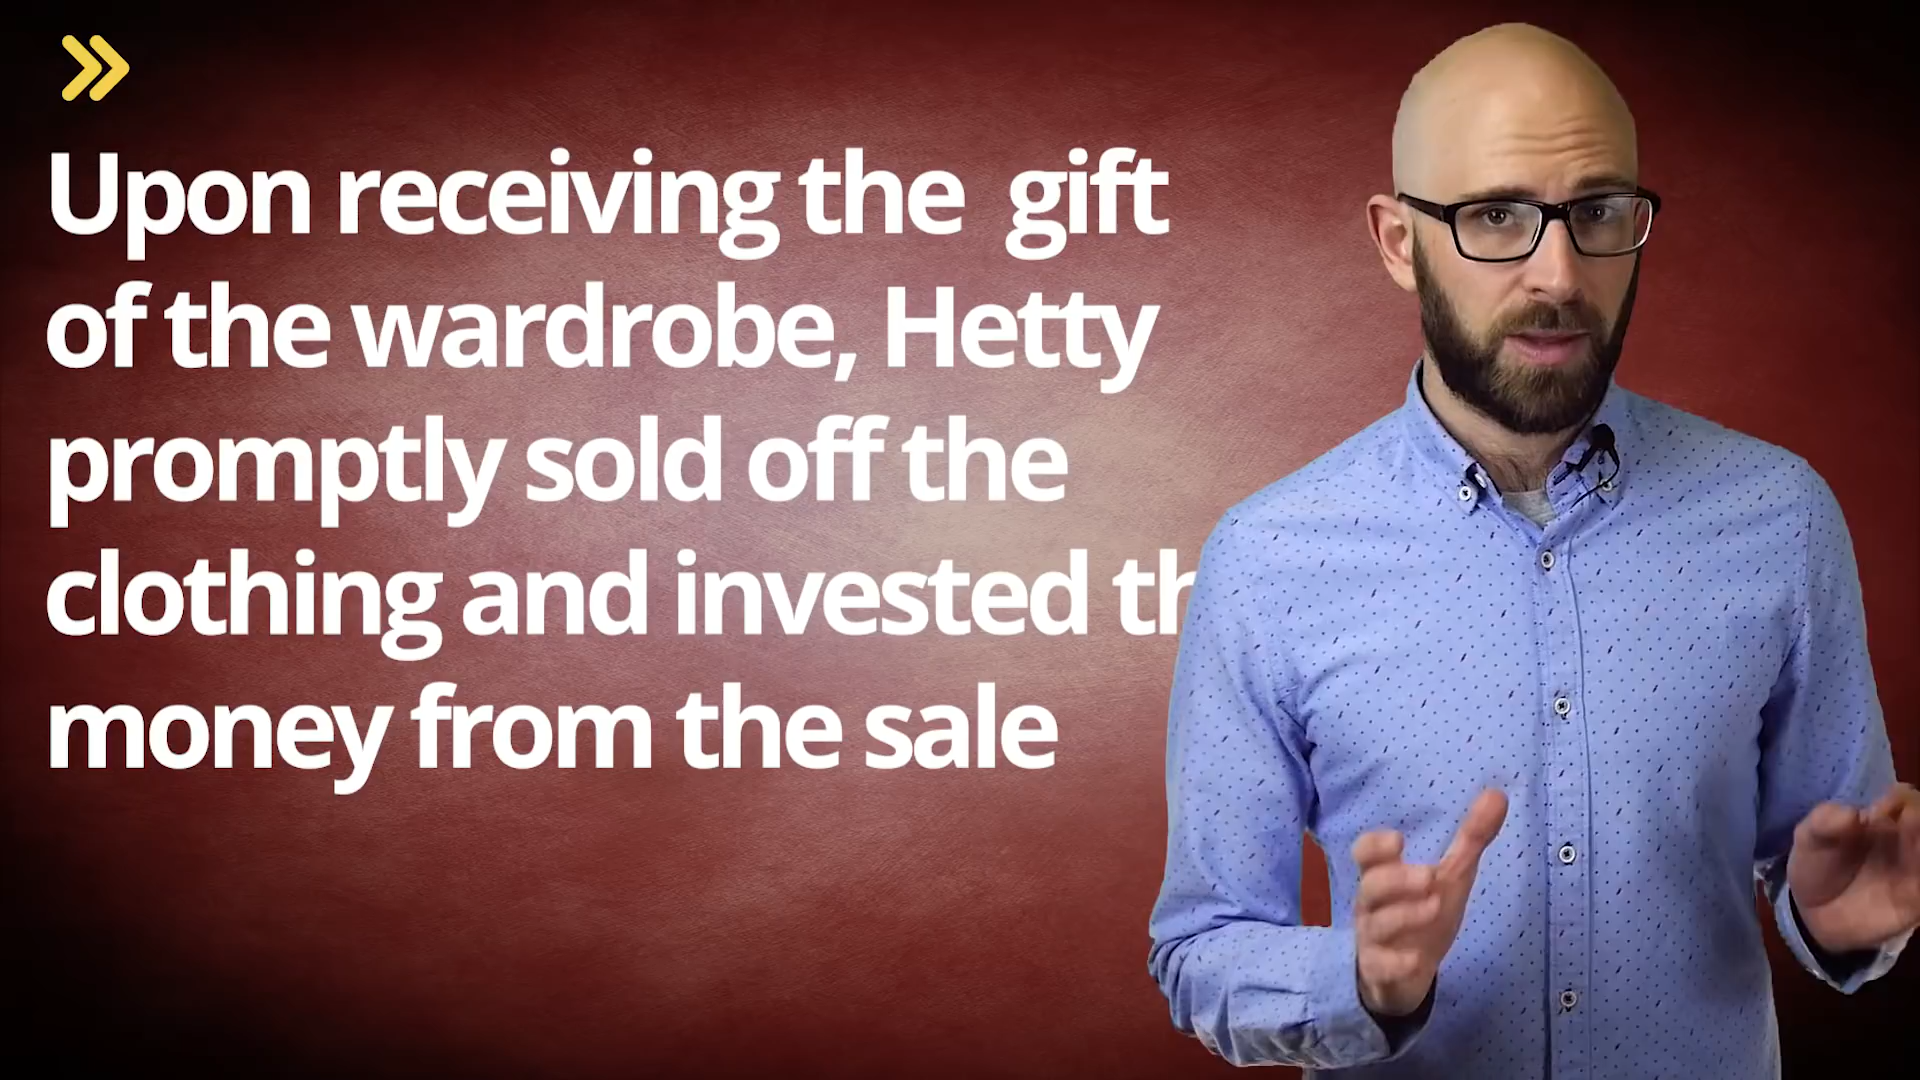 Upon receiving the  gift
of the wardrobe, Hetty
promptly sold off the
clothing and invested
money from the sale